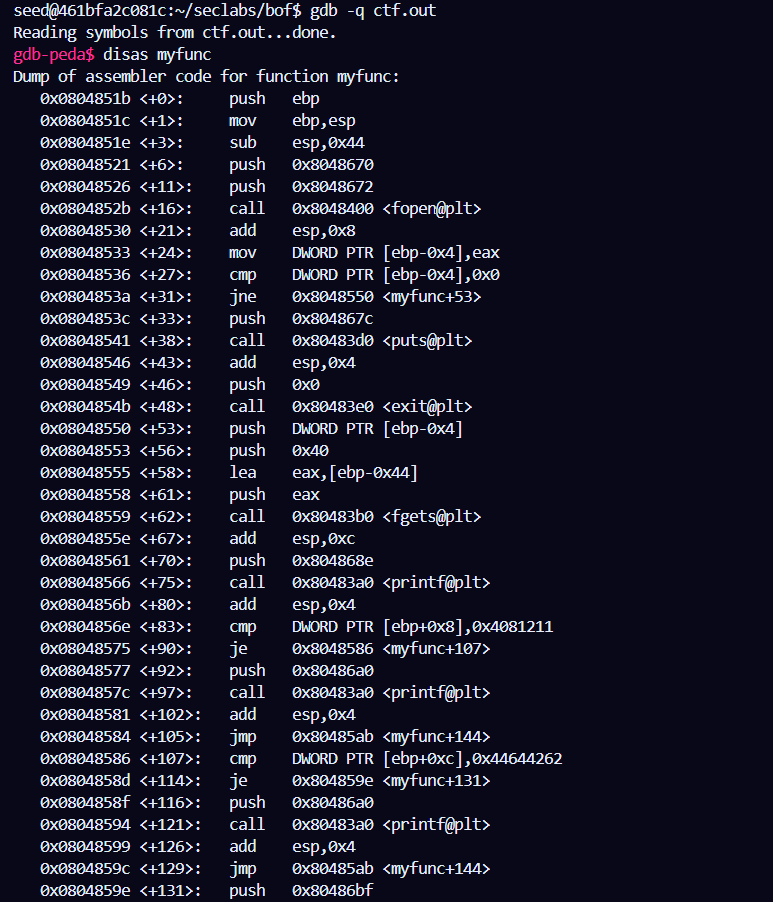 seed@461bfa2c081c:~/seclabs/bof$ gdb -q ctf.out
Reading symbols from ctf.out...done.
gdb-peda$ disas myfunc
Dump of assembler code for function myfunc:
   0x0804851b <+0>:     push   ebp
   0x0804851c <+1>:     mov    ebp,esp
   0x0804851e <+3>:     sub    esp,0x44
   0x08048521 <+6>:     push   0x8048670
   0x08048526 <+11>:    push   0x8048672
   0x0804852b <+16>:    call   0x8048400 <fopen@plt>
   0x08048530 <+21>:    add    esp,0x8
   0x08048533 <+24>:    mov    DWORD PTR [ebp-0x4],eax
   0x08048536 <+27>:    cmp    DWORD PTR [ebp-0x4],0x0
   0x0804853a <+31>:    jne    0x8048550 <myfunc+53>
   0x0804853c <+33>:    push   0x804867c
   0x08048541 <+38>:    call   0x80483d0 <puts@plt>
   0x08048546 <+43>:    add    esp,0x4
   0x08048549 <+46>:    push   0x0
   0x0804854b <+48>:    call   0x80483e0 <exit@plt>
   0x08048550 <+53>:    push   DWORD PTR [ebp-0x4]
   0x08048553 <+56>:    push   0x40
   0x08048555 <+58>:    lea    eax,[ebp-0x44]
   0x08048558 <+61>:    push   eax
   0x08048559 <+62>:    call   0x80483b0 <fgets@plt>
   0x0804855e <+67>:    add    esp,0xc
   0x08048561 <+70>:    push   0x804868e
   0x08048566 <+75>:    call   0x80483a0 <printf@plt>
   0x0804856b <+80>:    add    esp,0x4
   0x0804856e <+83>:    cmp    DWORD PTR [ebp+0x8],0x4081211
   0x08048575 <+90>:    je     0x8048586 <myfunc+107>
   0x08048577 <+92>:    push   0x80486a0
   0x0804857c <+97>:    call   0x80483a0 <printf@plt>
   0x08048581 <+102>:   add    esp,0x4
   0x08048584 <+105>:   jmp    0x80485ab <myfunc+144>
   0x08048586 <+107>:   cmp    DWORD PTR [ebp+0xc],0x44644262
   0x0804858d <+114>:   je     0x804859e <myfunc+131>
   0x0804858f <+116>:   push   0x80486a0
   0x08048594 <+121>:   call   0x80483a0 <printf@plt>
   0x08048599 <+126>:   add    esp,0x4
   0x0804859c <+129>:   jmp    0x80485ab <myfunc+144>
   0x0804859e <+131>:   push   0x80486bf